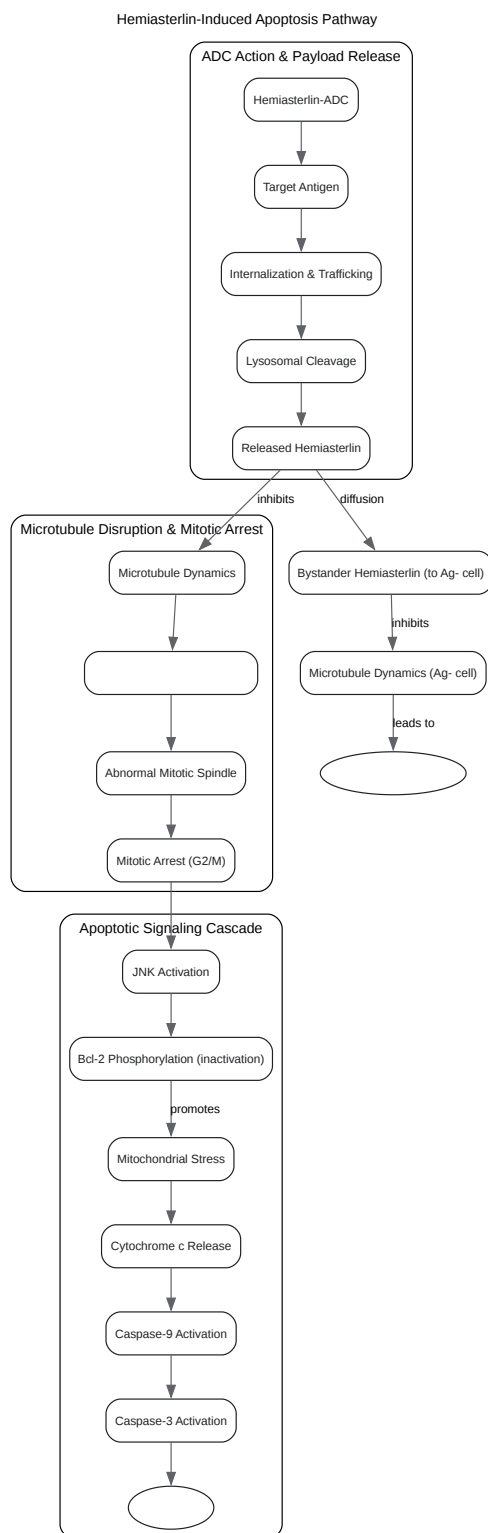 Hemiasterlin-Induced Apoptosis Pathway
ADC Action & Payload Release
Hemiasterlin-ADC
Target Antigen
Internalization & Trafficking
Lysosomal Cleavage
Released Hemiasterlin
inhibits
diffusion
Microtubule Disruption & Mitotic Arrest
Microtubule Dynamics
Bystander Hemiasterlin (to Ag- cell)
inhibits
Microtubule Dynamics (Ag- cell)
leads to
Abnormal Mitotic Spindle
Mitotic Arrest (G2/M)
Apoptotic Signaling Cascade
JNK Activation
Bcl-2 Phosphorylation (inactivation)
promotes
Mitochondrial Stress
Cytochrome c Release
Caspase-9 Activation
Caspase-3 Activation